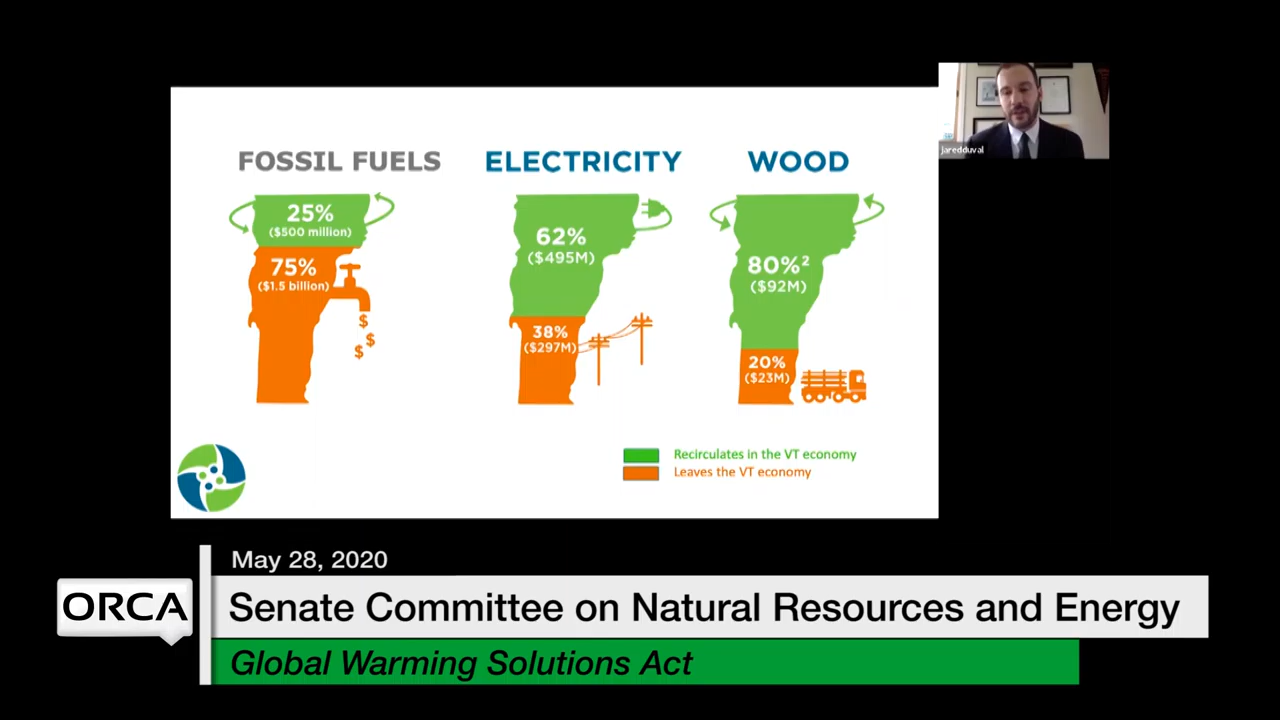 jaredduval
FOSSIL FUELS
ELECTRICITY
WOOD
25%
($500 million)
75%
($1.5 billion)
$
$
$
62%
($495M)
38%
($297M)
80%²
($92M)
20%
($23M)
Recirculates in the VT economy
Leaves the VT economy
May 28, 2020
ORCA
Senate Committee on Natural Resources and Energy
Global Warming Solutions Act